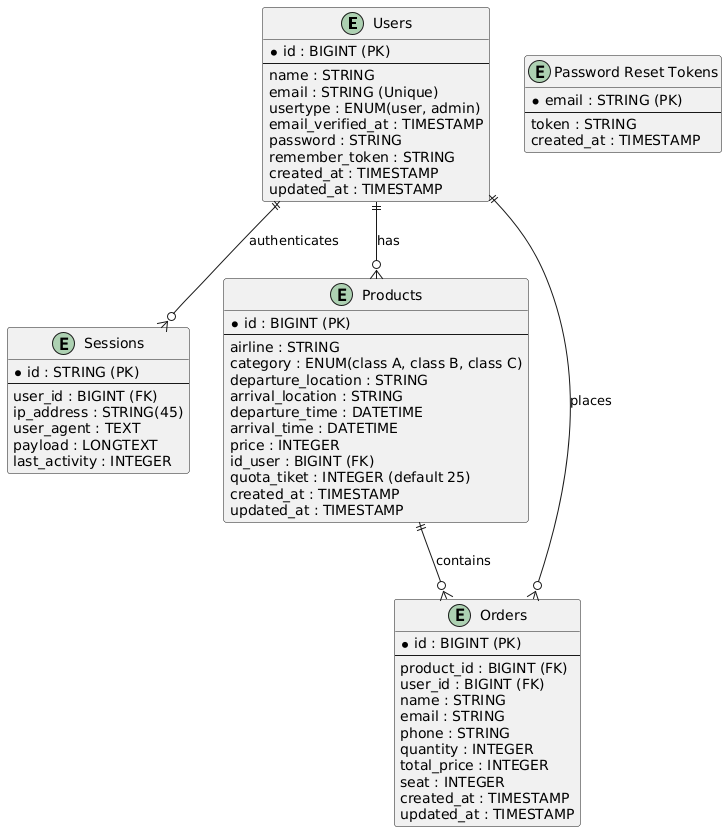 E Users
* id : BIGINT (PK)
name : STRING
email : STRING (Unique)
usertype : ENUM(user, admin)
email_verified_at : TIMESTAMP
password : STRING
remember_token : STRING
created_at : TIMESTAMP
updated_at : TIMESTAMP
E Password Reset Tokens
* email : STRING (PK)
token : STRING
created_at : TIMESTAMP
authenticates
has
places
E Sessions
* id : STRING (PK)
user_id : BIGINT (FK)
ip_address : STRING(45)
user_agent : TEXT
payload : LONGTEXT
last_activity : INTEGER
E Products
* id : BIGINT (PK)
airline : STRING
category : ENUM(class A, class B, class C)
departure_location : STRING
arrival_location : STRING
departure_time : DATETIME
arrival_time : DATETIME
price : INTEGER
id_user : BIGINT (FK)
quota_tiket : INTEGER (default 25)
created_at : TIMESTAMP
updated_at : TIMESTAMP
contains
E Orders
* id : BIGINT (PK)
product_id : BIGINT (FK)
user_id : BIGINT (FK)
name : STRING
email : STRING
phone : STRING
quantity : INTEGER
total_price : INTEGER
seat : INTEGER
created_at : TIMESTAMP
updated_at : TIMESTAMP